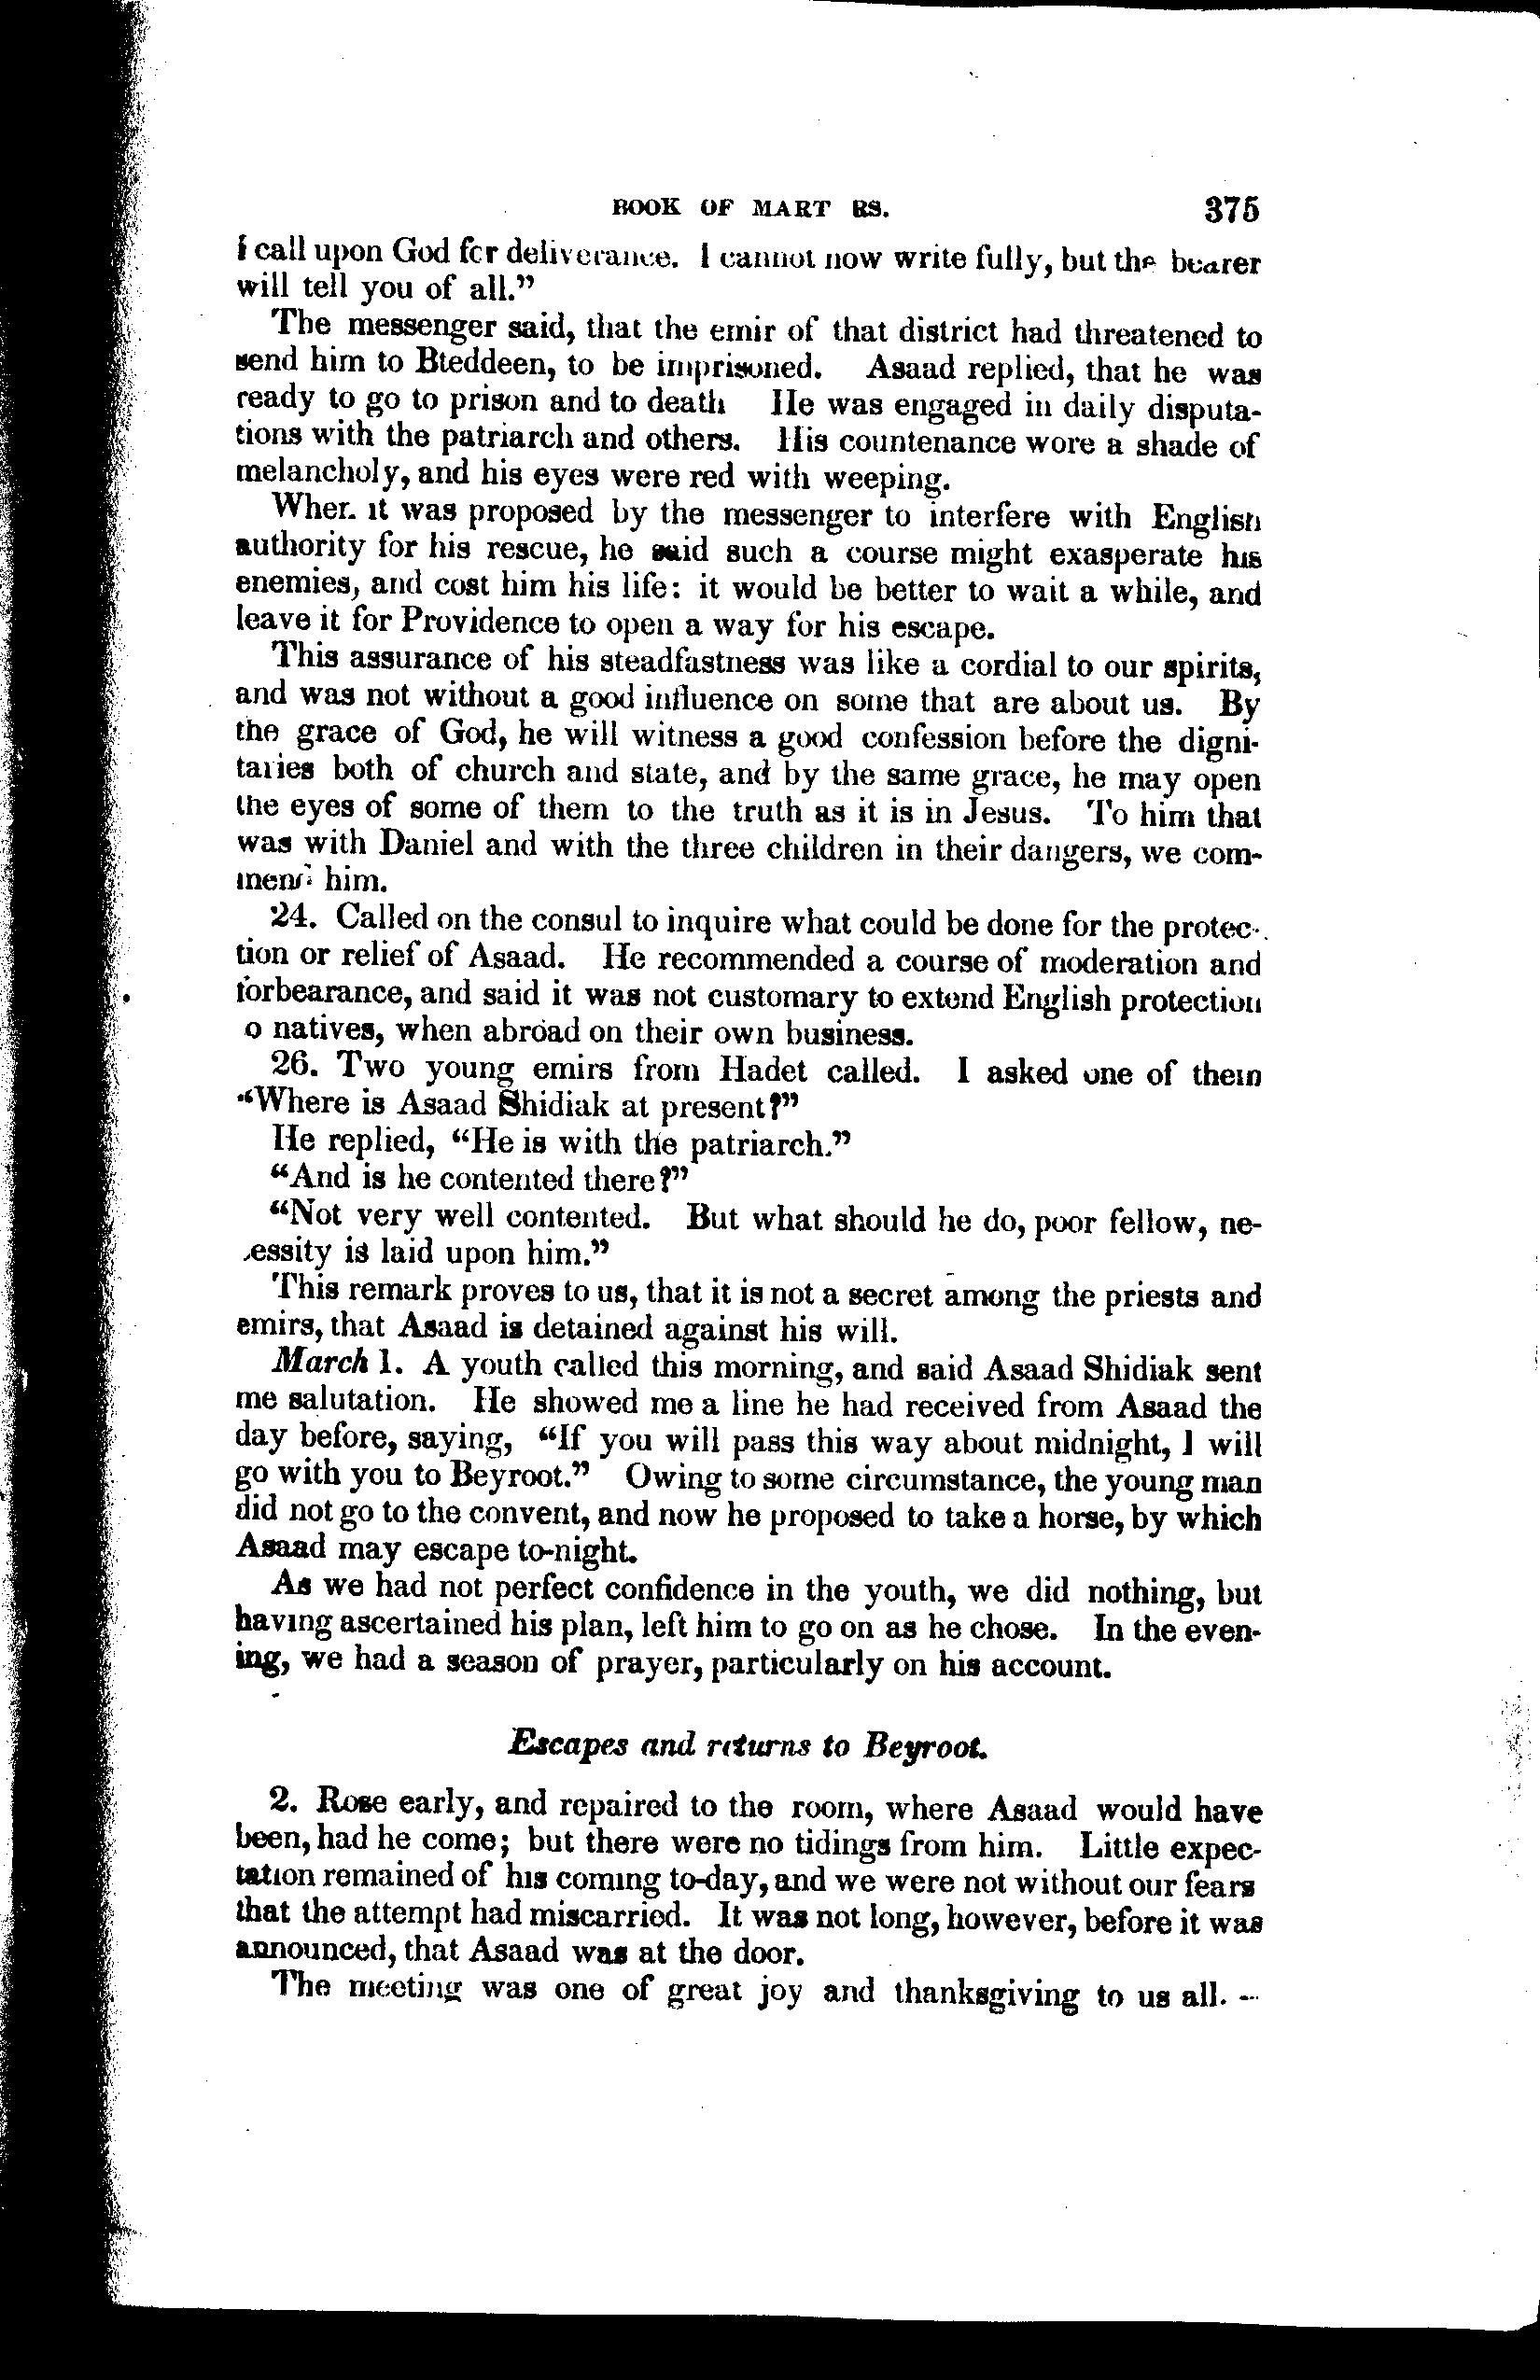 BOOK OF MART RS. 375
I call upon God for deliverance. I cannot now write fully, but the bearer
will tell you of all.”
The messenger said, that the emir of that district had threatened to
send him to Bteddeen, to be imprisoned. Asaad replied, that he was
ready to go to prison and to death He was engaged in daily disputa-
tions with the patriarch and others. His countenance wore a shade of
melancholy, and his eyes were red with weeping.
When it was proposed by the messenger to interfere with English
authority for his rescue, he said such a course might exasperate his
enemies, and cost him his life: it would be better to wait a while, and
leave it for Providence to open a way for his escape.
This assurance of his steadfastness was like a cordial to our spirits,
and was not without a good influence on some that are about us. By
the grace of God, he will witness a good confession before the digni-
taries both of church and state, and by the same grace, he may open
the eyes of some of them to the truth as it is in Jesus. To him that
was with Daniel and with the three children in their dangers, we com-
mend him.
24. Called on the consul to inquire what could be done for the protec-
tion or relief of Asaad. He recommended a course of moderation and
forbearance, and said it was not customary to extend English protection
o natives, when abroad on their own business.
26. Two young emirs from Hadet called. I asked one of them
“Where is Asaad Shidiak at present?”
He replied, “He is with the patriarch.”
“And is he contented there?”
“Not very well contented. But what should he do, poor fellow, ne-
cessity is laid upon him.”
This remark proves to us, that it is not a secret among the priests and
emirs, that Asaad is detained against his will.
March 1. A youth called this morning, and said Asaad Shidiak sent
me salutation. He showed me a line he had received from Asaad the
day before, saying, “If you will pass this way about midnight, I will
go with you to Beyroot.” Owing to some circumstance, the young man
did not go to the convent, and now he proposed to take a horse, by which
Asaad may escape to-night.
As we had not perfect confidence in the youth, we did nothing, but
having ascertained his plan, left him to go on as he chose. In the even-
ing, we had a season of prayer, particularly on his account.
Escapes and returns to Beyroot.
2. Rose early, and repaired to the room, where Asaad would have
been, had he come; but there were no tidings from him. Little expec-
tation remained of his coming to-day, and we were not without our fears
that the attempt had miscarried. It was not long, however, before it was
announced, that Asaad was at the door.
The meeting was one of great joy and thanksgiving to us all. -